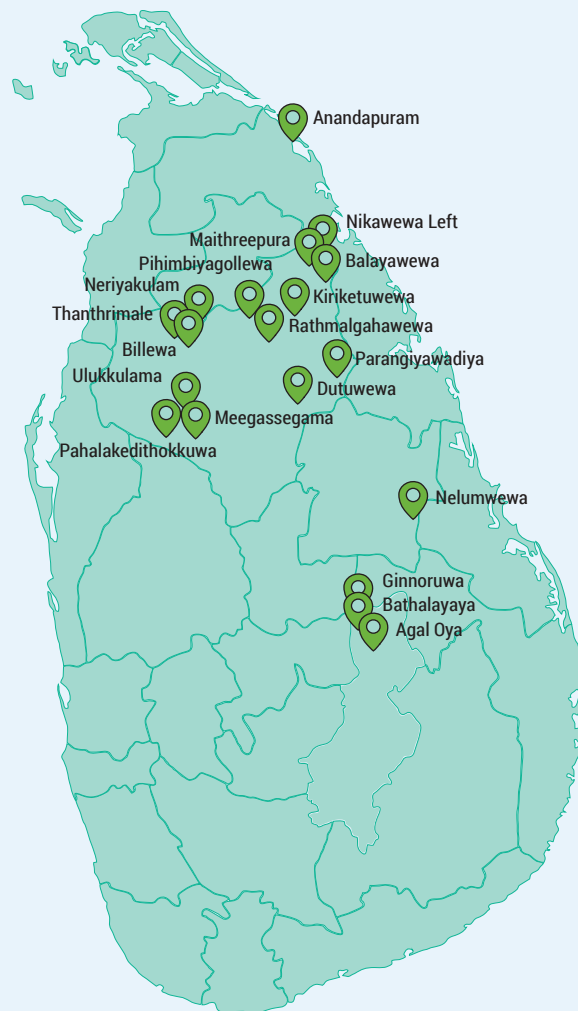 Anandapuram
Nikawewa Left
Maithreepura
Balayawewa
Pihimbiyagollewa
Neriyakulam
Kiriketuwewa
Thanthrimale
Rathmalgahawewa
Billewa
Parangiyawadiya
Ulukkulama
Dutuwewa
Meegassegama
Pahalakedithokkuwa
Nelumwewa
Ginnoruwa
Bathalayaya
Agal Oya